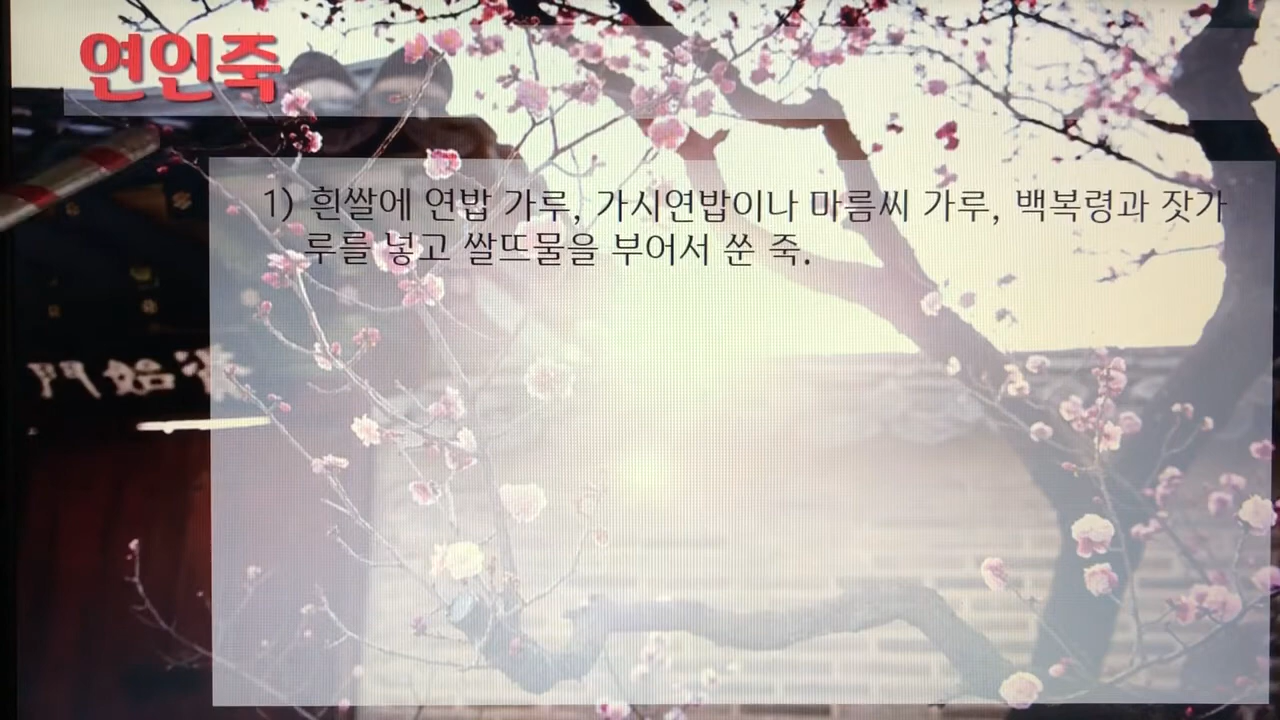 연인죽
1) 흰쌀에 연밥 가루, 가시연밥이나 마름씨 가루, 백복령과 잣가
루를 넣고 쌀뜨물을 부어서 쑨 죽.
門始